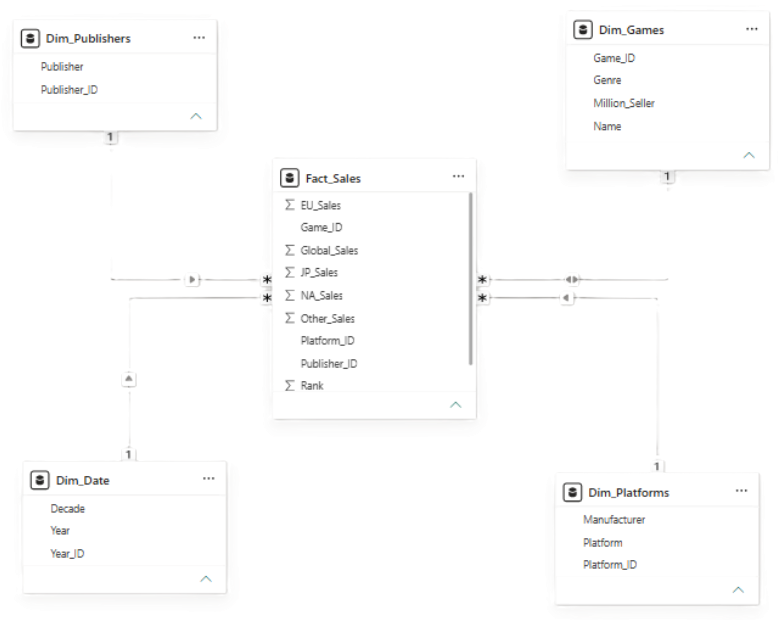 Dim_Publishers
Publisher
Publisher_ID
1
Dim_Games
Game_ID
Genre
Million_Seller
Name
1
Fact_Sales
Σ EU_Sales
Game_ID
Σ Global_Sales
Σ JP_Sales
Σ NA_Sales
Σ Other_Sales
Platform_ID
Publisher_ID
Σ Rank
*
*
*
*
1
Dim_Date
Decade
Year
Year_ID
1
Dim_Platforms
Manufacturer
Platform
Platform_ID